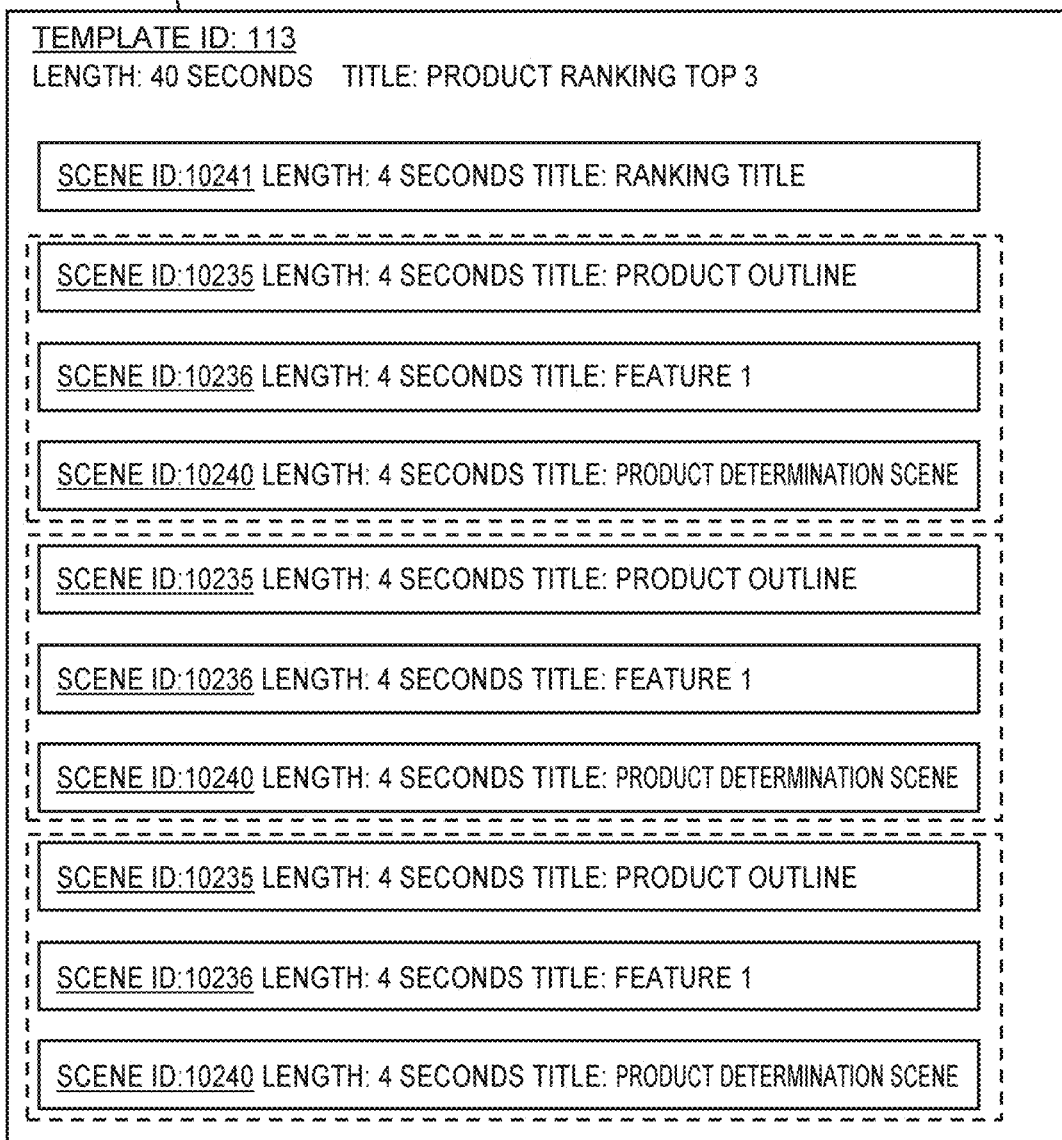 TEMPLATE ID: 113
LENGTH: 40 SECONDS TITLE: PRODUCT RANKING TOP 3
SCENE ID:10241 LENGTH: 4 SECONDS TITLE: RANKING TITLE
SCENE ID:10235 LENGTH: 4 SECONDS TITLE: PRODUCT OUTLINE
SCENE ID:10236 LENGTH: 4 SECONDS TITLE: FEATURE 1
SCENE ID:10240 LENGTH: 4 SECONDS TITLE: PRODUCT DETERMINATION SCENE
SCENE ID:10235 LENGTH: 4 SECONDS TITLE: PRODUCT OUTLINE
SCENE ID:10236 LENGTH: 4 SECONDS TITLE: FEATURE 1
SCENE ID:10240 LENGTH: 4 SECONDS TITLE: PRODUCT DETERMINATION SCENE
SCENE ID:10235 LENGTH: 4 SECONDS TITLE: PRODUCT OUTLINE
SCENE ID:10236 LENGTH: 4 SECONDS TITLE: FEATURE 1
SCENE ID:10240 LENGTH: 4 SECONDS TITLE: PRODUCT DETERMINATION SCENE